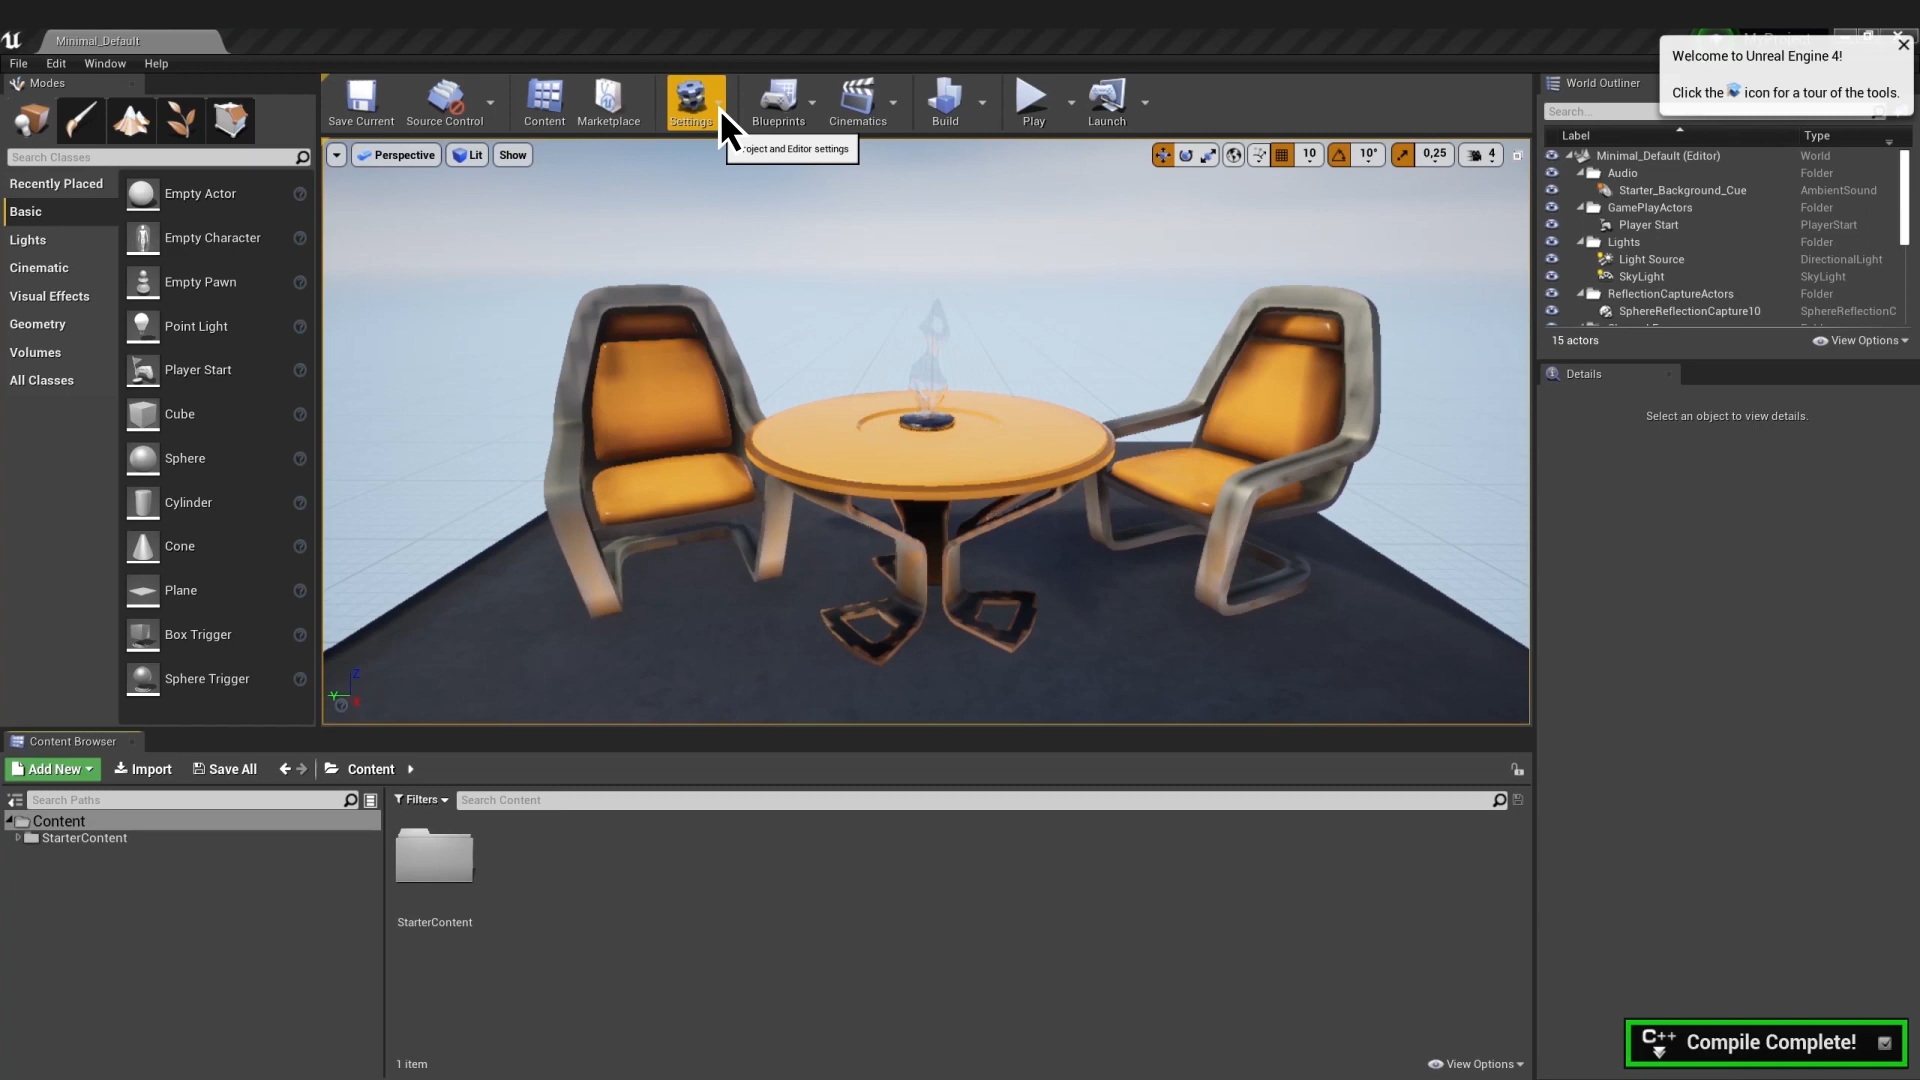 Minimal_Default
File Edit Window Help
Welcome to Unreal Engine 4!
Click the icon for a tour of the tools.
Modes
Save Current
Source Control
Content
Marketplace
Settings
Blueprints
Cinematics
Build
Play
Launch
oject and Editor settings
World Outliner
Search...
Label Type
Search Classes
Perspective
Lit
Show
10
10°
0,25
4
Recently Placed
Basic
Lights
Cinematic
Visual Effects
Geometry
Volumes
All Classes
Empty Actor
Empty Character
Empty Pawn
Point Light
Player Start
Cube
Sphere
Cylinder
Cone
Plane
Box Trigger
Sphere Trigger
Z
Y
Minimal_Default (Editor) World
Audio Folder
Starter_Background_Cue AmbientSound
GamePlayActors Folder
Player Start PlayerStart
Lights Folder
Light Source DirectionalLight
SkyLight SkyLight
ReflectionCaptureActors Folder
SphereReflectionCapture10 SphereReflectionC
15 actors
View Options
Details
Select an object to view details.
Content Browser
Add New Import Save All Content
Search Paths
Filters
Search Content
Content
StarterContent
StarterContent
1 item
View Options
C++ Compile Complete!